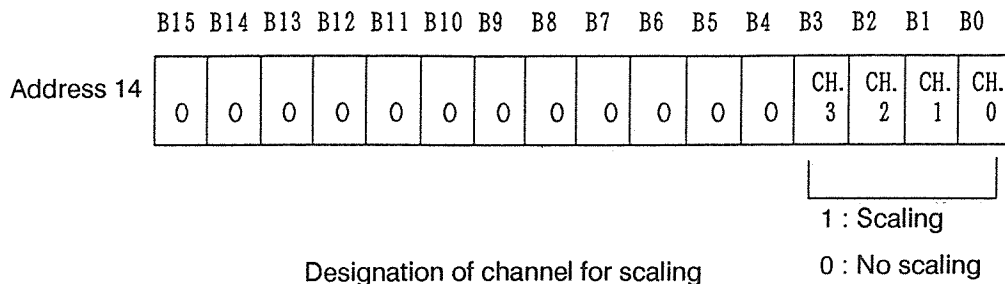 B15 B14 B13 B12 B11 B10 B9 B8 B7 B6 B5 B4 B3 B2 B1 B0
Address 14
0 0 0 0 0 0 0 0 0 0 0 0 CH. 3 CH. 2 CH. 1 CH. 0
1 : Scaling
0 : No scaling
Designation of channel for scaling